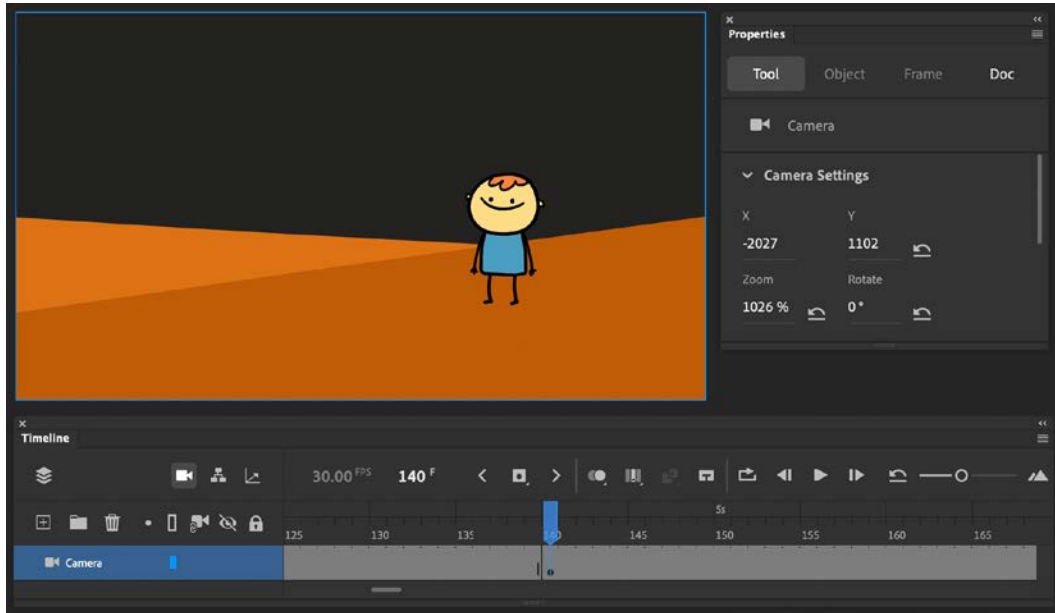 Properties
Tool Object Frame Doc
Camera
Camera Settings
X Y
-2027 1102
Zoom Rotate
1026 % 0°
Timeline
30.00 FPS 140 F
5s
125 130 135 140 145 150 155 160 165
Camera